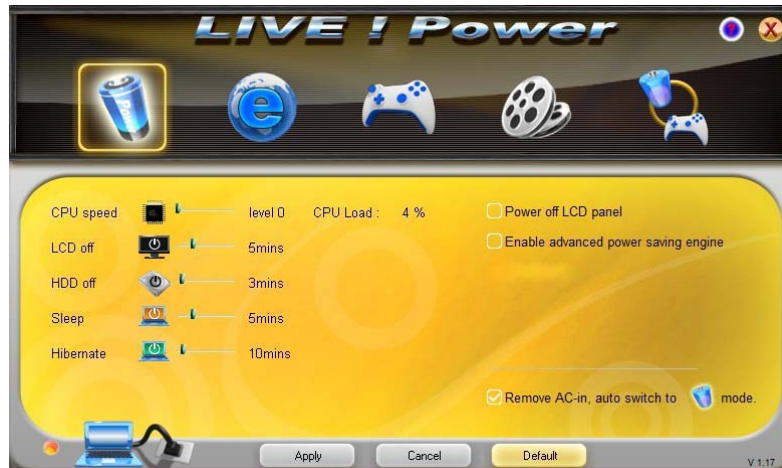 LIVE ! Power
Power
CPU speed level 0 CPU Load : 4 % Power off LCD panel
LCD off 5mins Enable advanced power saving engine
HDD off 3mins
Sleep 5mins
Hibernate 10mins
Remove AC-in, auto switch to mode.
Apply Cancel Default
V 1.17